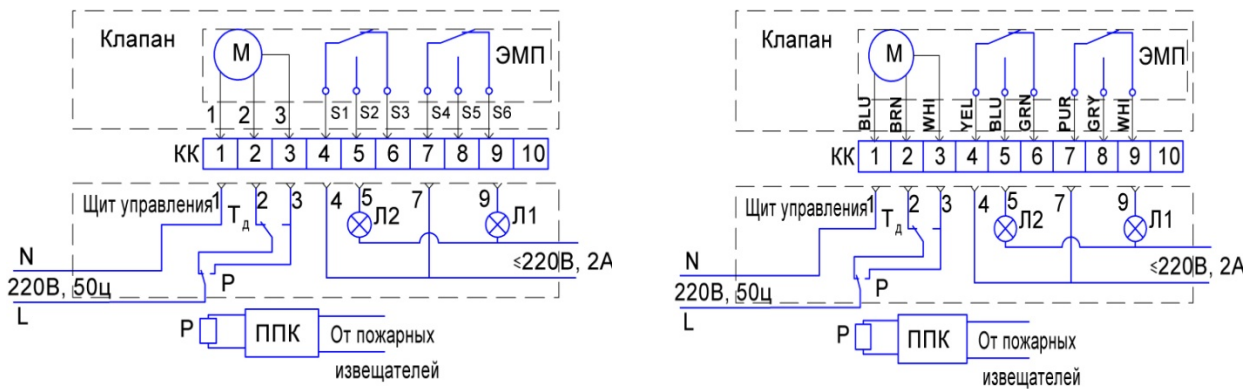 Клапан
М
ЭМП
1 2 3 S1 S2 S3 S4 S5 S6
КК 1 2 3 4 5 6 7 8 9 10
Щит управления 1 2 3 4 5 7 9
Тд Л2 Л1
N
220В, 50ц
Р
≤220В, 2А
L
Р ППК От пожарных
извещателей
Клапан
М
ЭМП
BLU BRN WHI YEL BLU GRN PUR GRY WHI
КК 1 2 3 4 5 6 7 8 9 10
Щит управления 1 2 3 4 5 7 9
Тд Л2 Л1
N
220В, 50ц
Р
≤220В, 2А
L
Р ППК От пожарных
извещателей